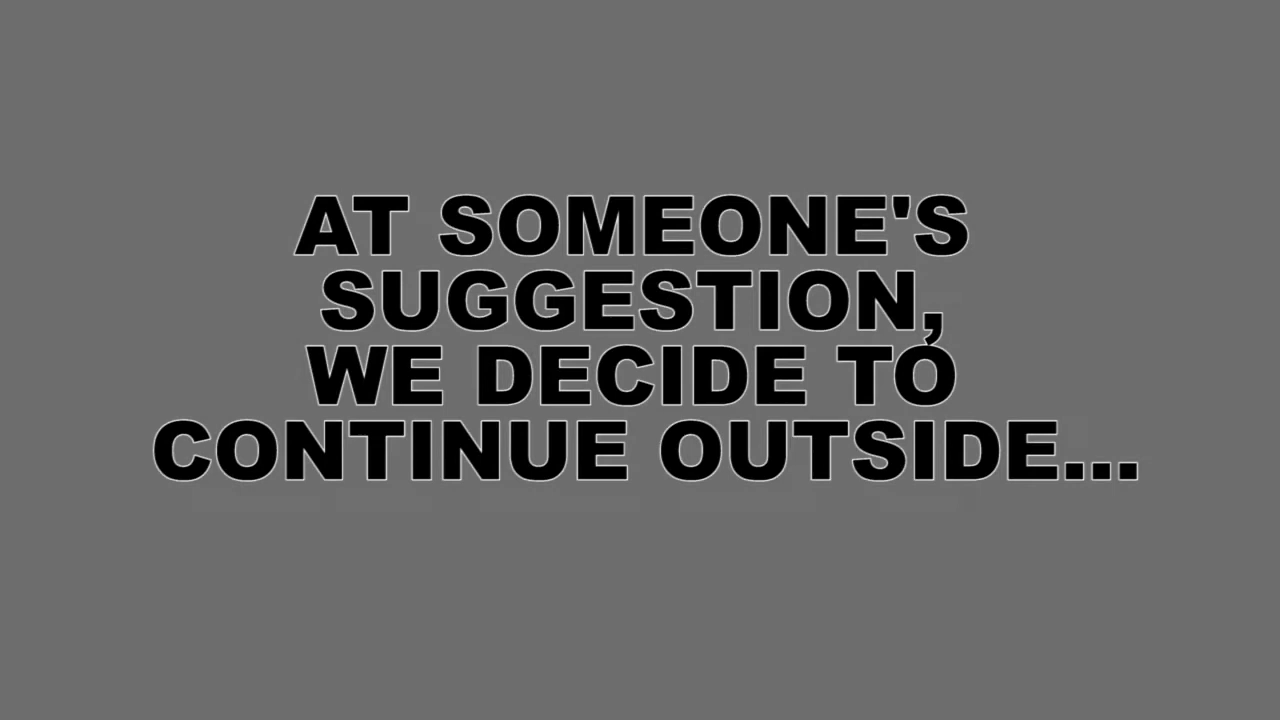 AT SOMEONE'S
SUGGESTION,
WE DECIDE TO
CONTINUE OUTSIDE...